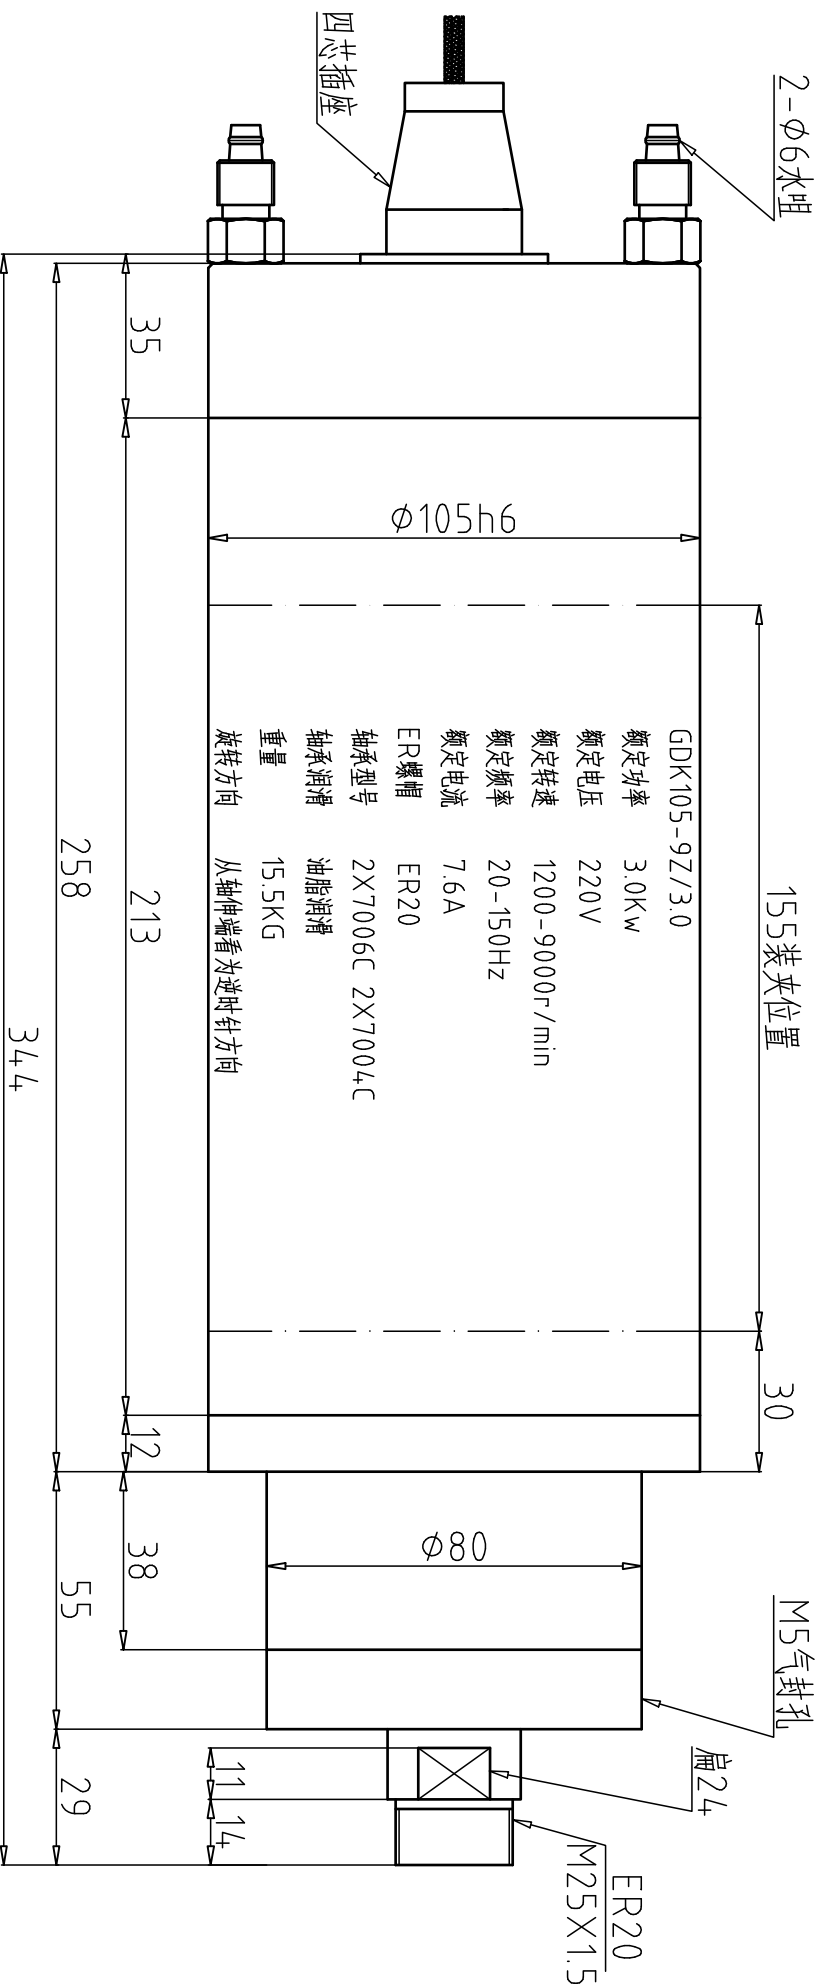 2-Φ6水咀
四芯插座
35
Φ105h6
155装夹位置
30
GDK105-9Z/3.0
额定功率 3.0Kw
额定电压 220V
额定转速 1200-9000r/min
额定频率 20-150Hz
额定电流 7.6A
ER螺帽 ER20
轴承型号 2X7006C 2X7004C
轴承润滑 油脂润滑
重量 15.5KG
旋转方向 从轴伸端看为逆时针方向
213
258
344
12
38
Φ80
55
29
M5气封孔
扁24
11
14
ER20
M25X1.5